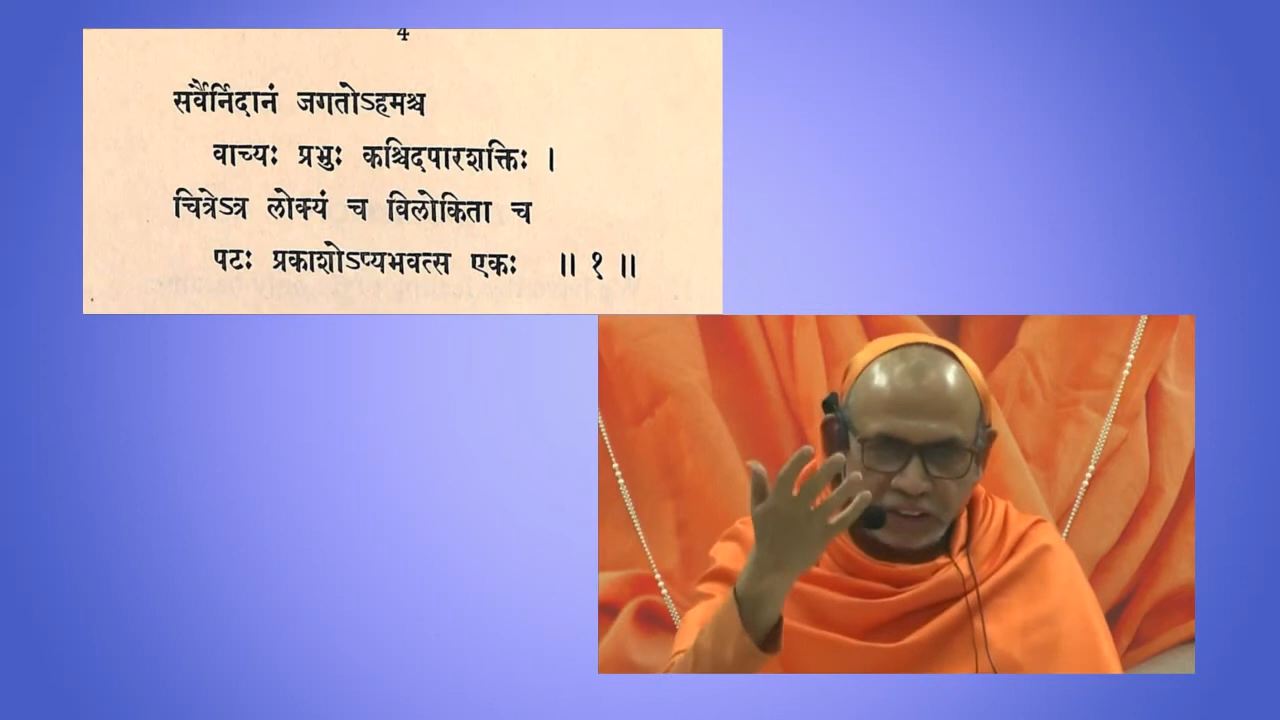 4
सर्वैर्निदानं जगतोऽहमश्च
वाच्यः प्रभुः कश्चिदपारशक्तिः ।
चित्रेऽत्र लोक्यं च विलोकिता च
पटः प्रकाशोऽप्यभवत्स एकः ॥ १ ॥